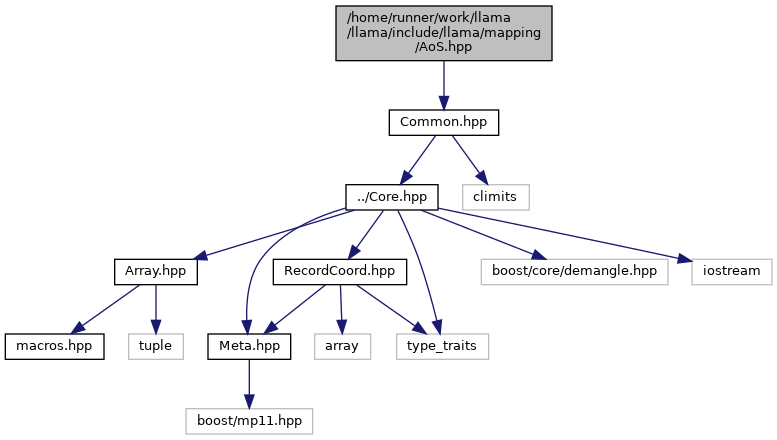 /home/runner/work/llama
/llama/include/llama/mapping
/AoS.hpp
Common.hpp
../Core.hpp
climits
Array.hpp
RecordCoord.hpp
boost/core/demangle.hpp
iostream
macros.hpp
tuple
Meta.hpp
array
type_traits
boost/mp11.hpp